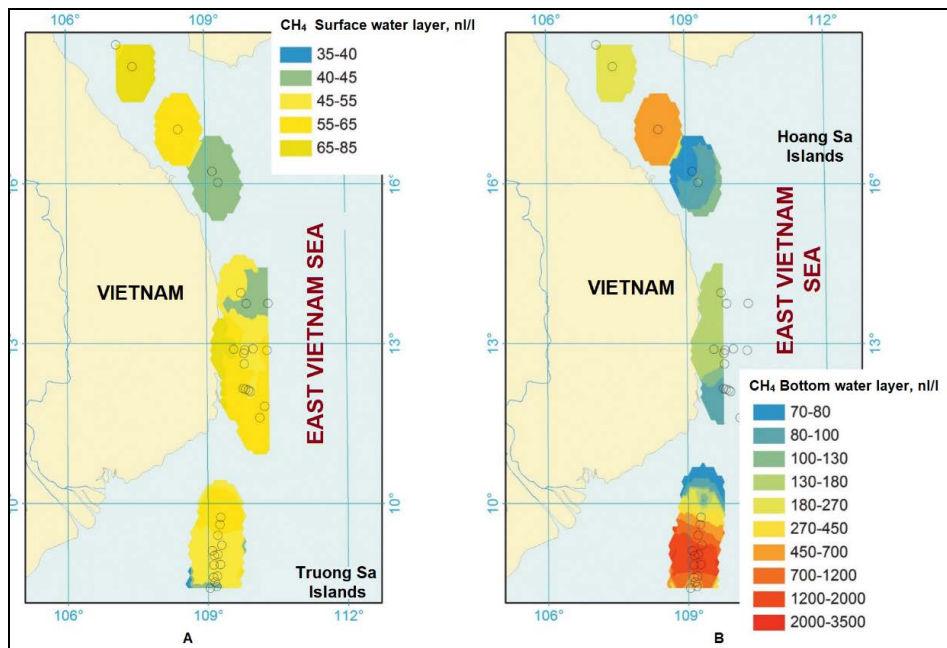 106°
109°
CH₄ Surface water layer, nl/l
35-40
40-45
45-55
55-65
65-85
16°
16°
VIETNAM
EAST VIETNAM SEA
13°
13°
10°
10°
Truong Sa
Islands
106°
109°
112°
A
106°
109°
112°
Hoang Sa
Islands
16°
16°
VIETNAM
EAST VIETNAM
SEA
13°
CH₄ Bottom water layer, nl/l
70-80
80-100
100-130
130-180
180-270
270-450
450-700
700-1200
1200-2000
2000-3500
10°
106°
109°
B